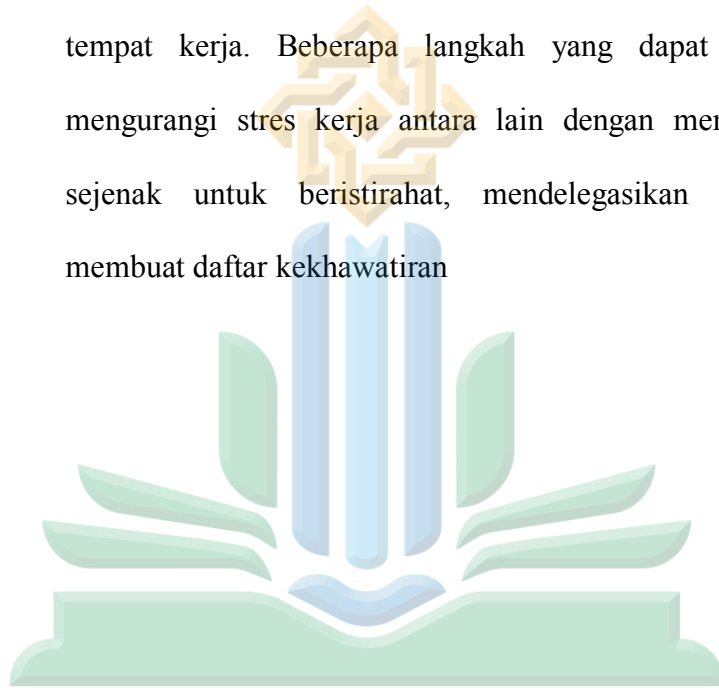 tempat kerja. Beberapa langkah yang dapat
mengurangi stres kerja antara lain dengan
sejenak untuk beristirahat, mendelegasikan
membuat daftar kekhawatiran